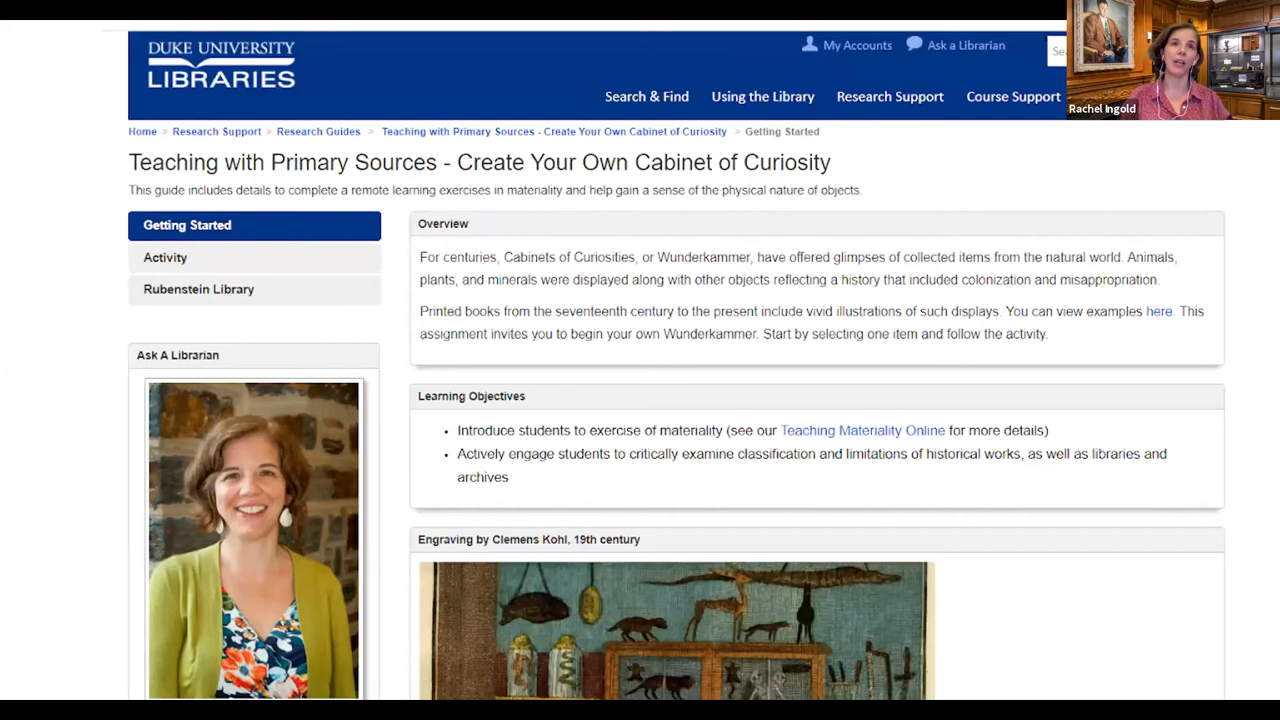 DUKE UNIVERSITY
LIBRARIES
My Accounts
Ask a Librarian
Search & Find
Using the Library
Research Support
Course Support
Rachel Ingold
Home > Research Support > Research Guides > Teaching with Primary Sources - Create Your Own Cabinet of Curiosity > Getting Started
Teaching with Primary Sources - Create Your Own Cabinet of Curiosity
This guide includes details to complete a remote learning exercises in materiality and help gain a sense of the physical nature of objects.
Getting Started
Activity
Rubenstein Library
Ask A Librarian
Overview
For centuries, Cabinets of Curiosities, or Wunderkammer, have offered glimpses of collected items from the natural world. Animals,
plants, and minerals were displayed along with other objects reflecting a history that included colonization and misappropriation.
Printed books from the seventeenth century to the present include vivid illustrations of such displays. You can view examples here. This
assignment invites you to begin your own Wunderkammer. Start by selecting one item and follow the activity.
Learning Objectives
• Introduce students to exercise of materiality (see our Teaching Materiality Online for more details)
• Actively engage students to critically examine classification and limitations of historical works, as well as libraries and
archives
Engraving by Clemens Kohl, 19th century